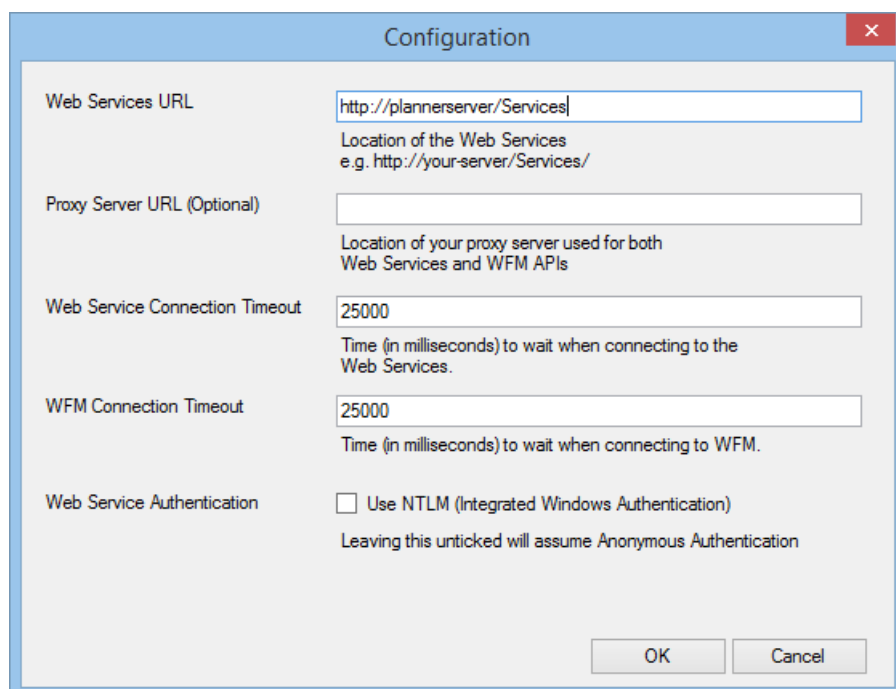 Configuration
Web Services URL
http://plannerserver/Services
Location of the Web Services
e.g. http://your-server/Services/
Proxy Server URL (Optional)
Location of your proxy server used for both
Web Services and WFM APIs
Web Service Connection Timeout
25000
Time (in milliseconds) to wait when connecting to the
Web Services.
WFM Connection Timeout
25000
Time (in milliseconds) to wait when connecting to WFM.
Web Service Authentication
Use NTLM (Integrated Windows Authentication)
Leaving this unticked will assume Anonymous Authentication
OK
Cancel